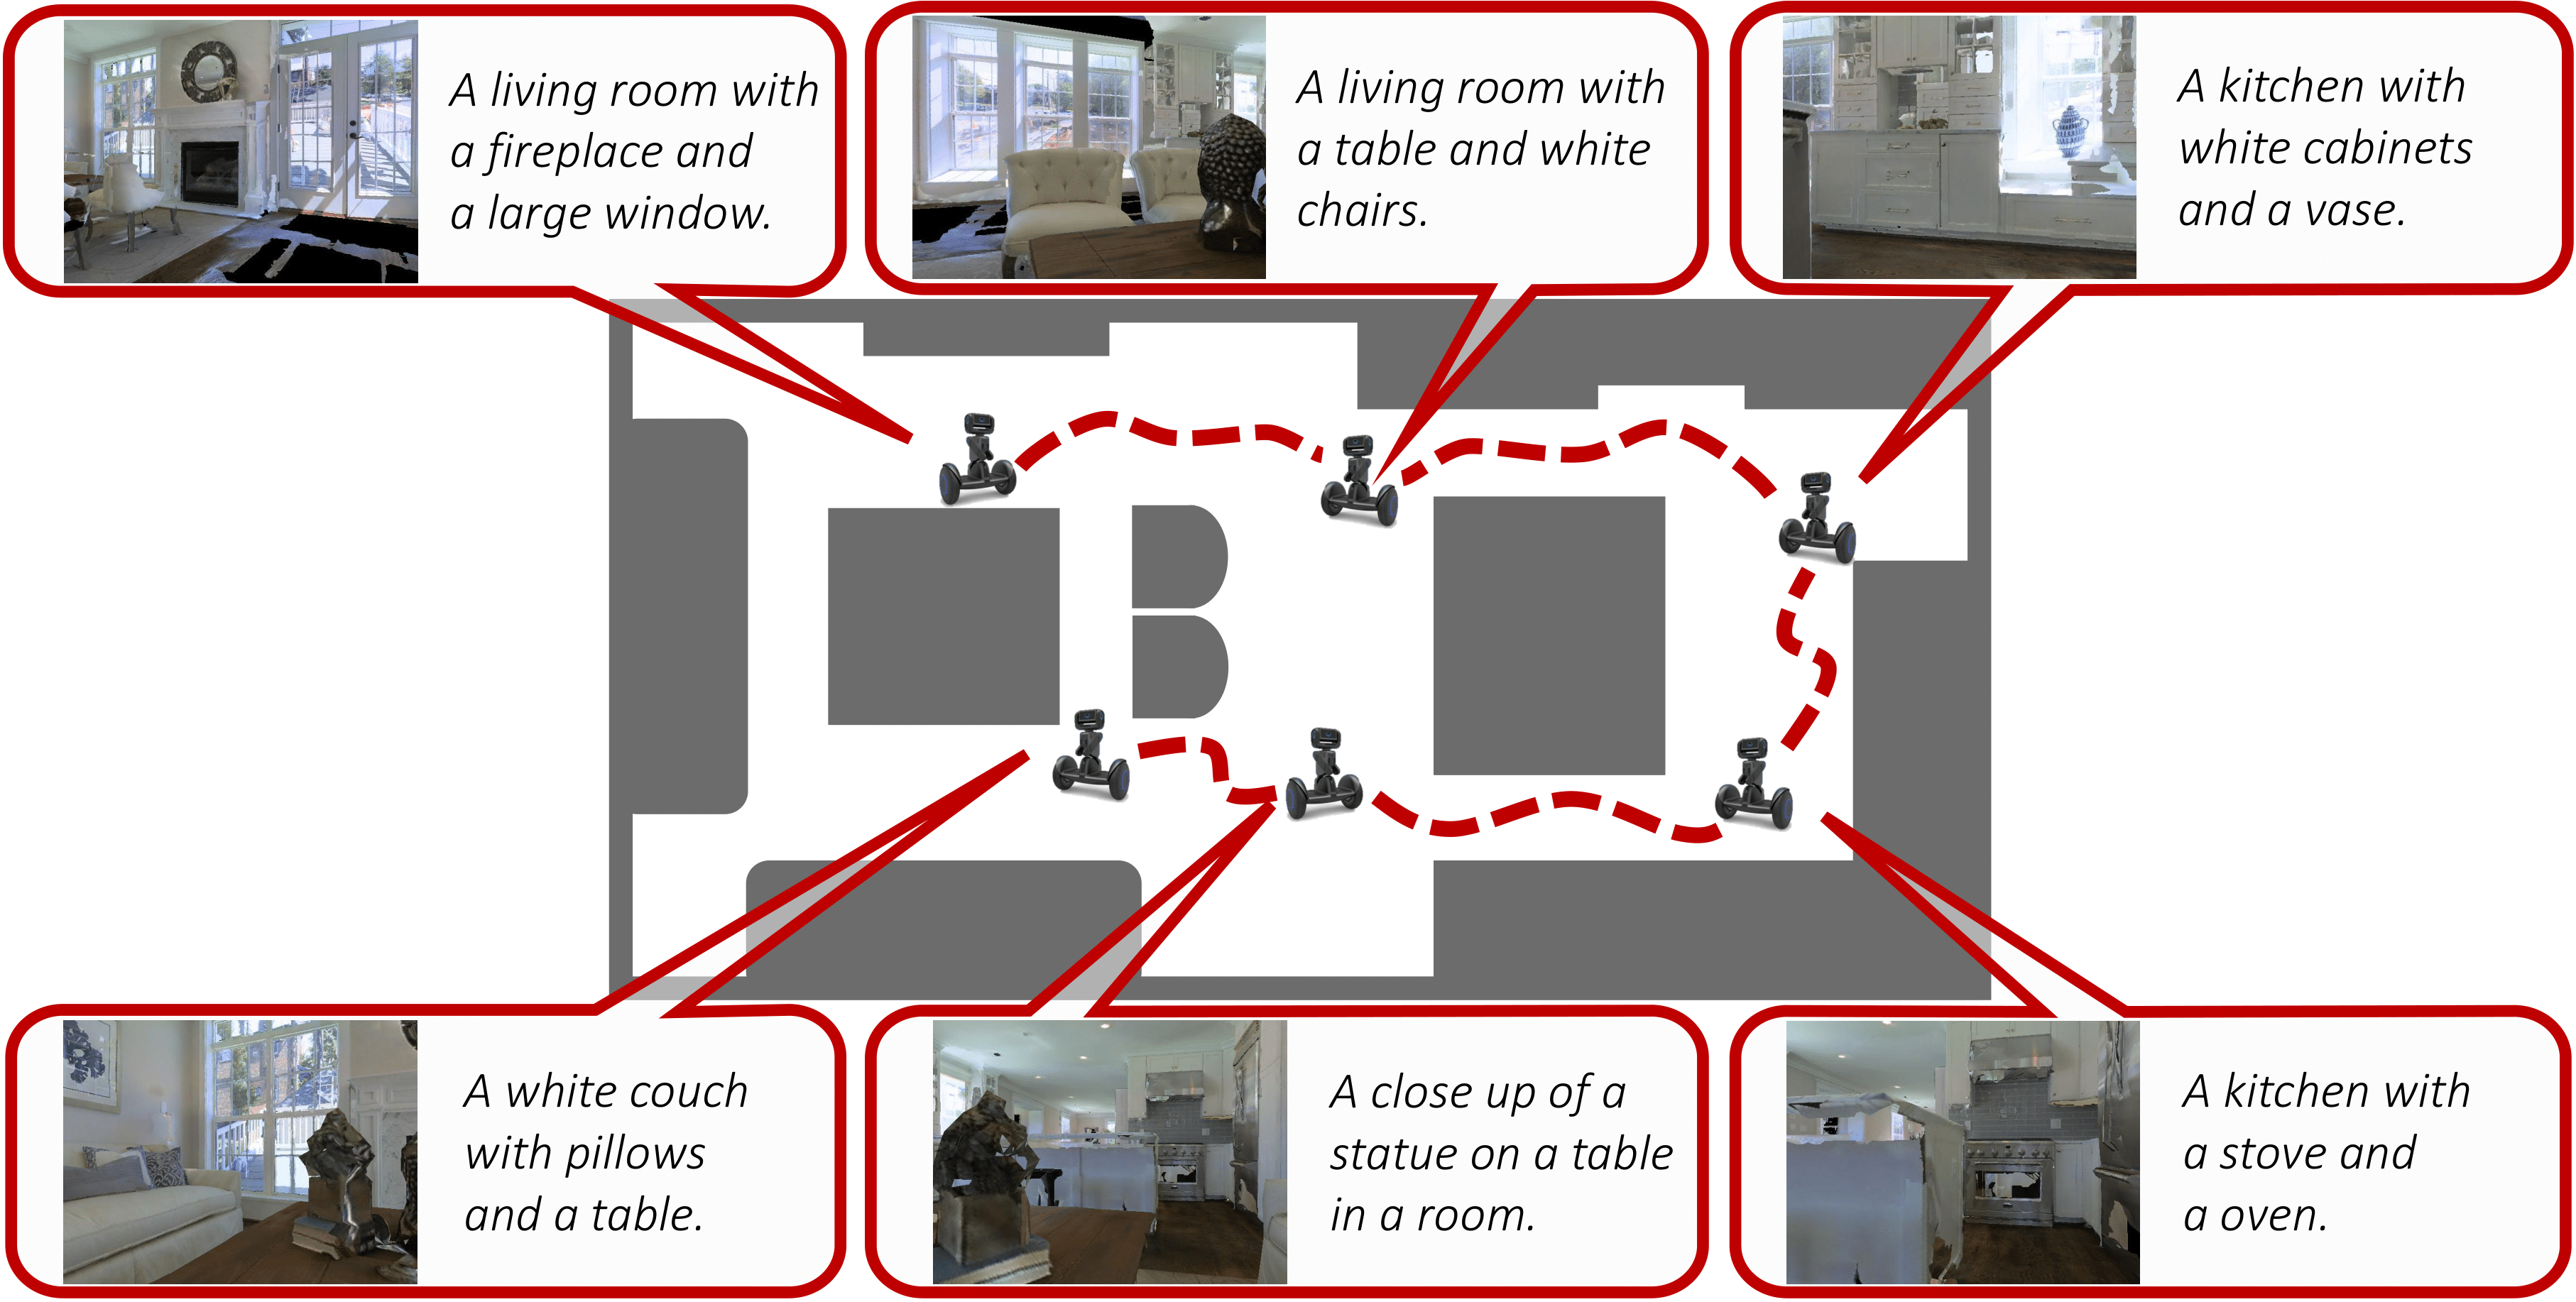 A living room with
a fireplace and
a large window.
A living room with
a table and white
chairs.
A kitchen with
white cabinets
and a vase.
A white couch
with pillows
and a table.
A close up of a
statue on a table
in a room.
A kitchen with
a stove and
a oven.